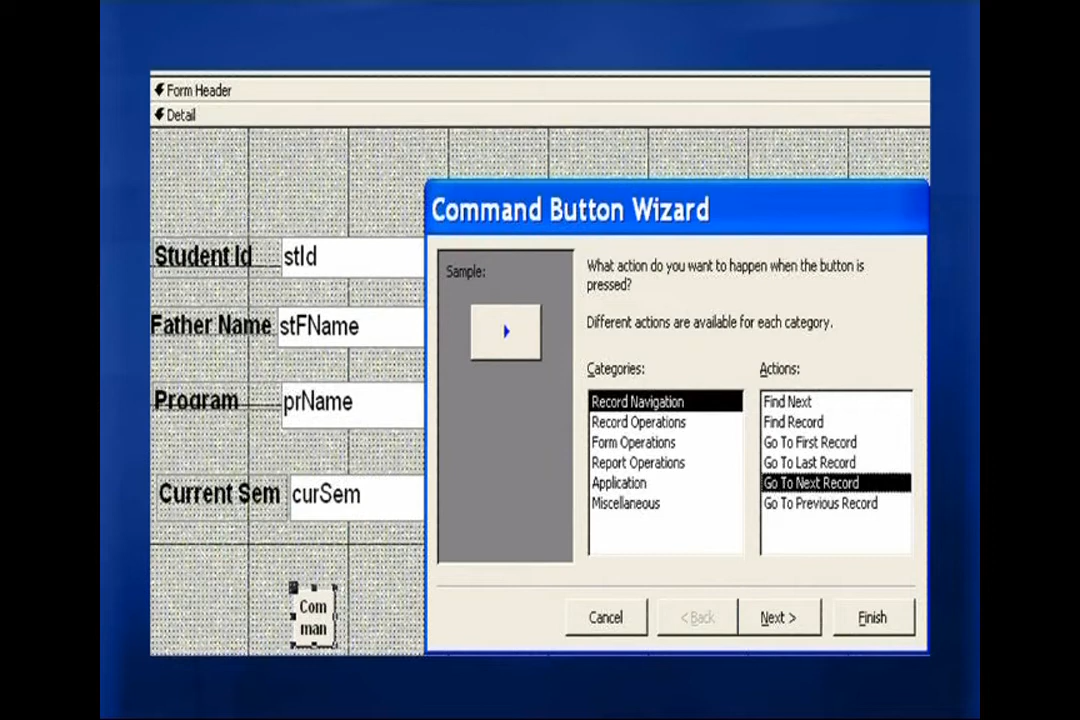 Form Header
Detail
Student Id stId
Father Name stFName
Program prName
Current Sem curSem
Com
man
Command Button Wizard
Sample:
What action do you want to happen when the button is
pressed?
Different actions are available for each category.
Categories:
Record Navigation
Record Operations
Form Operations
Report Operations
Application
Miscellaneous
Actions:
Find Next
Find Record
Go To First Record
Go To Last Record
Go To Next Record
Go To Previous Record
Cancel
< Back
Next >
Finish